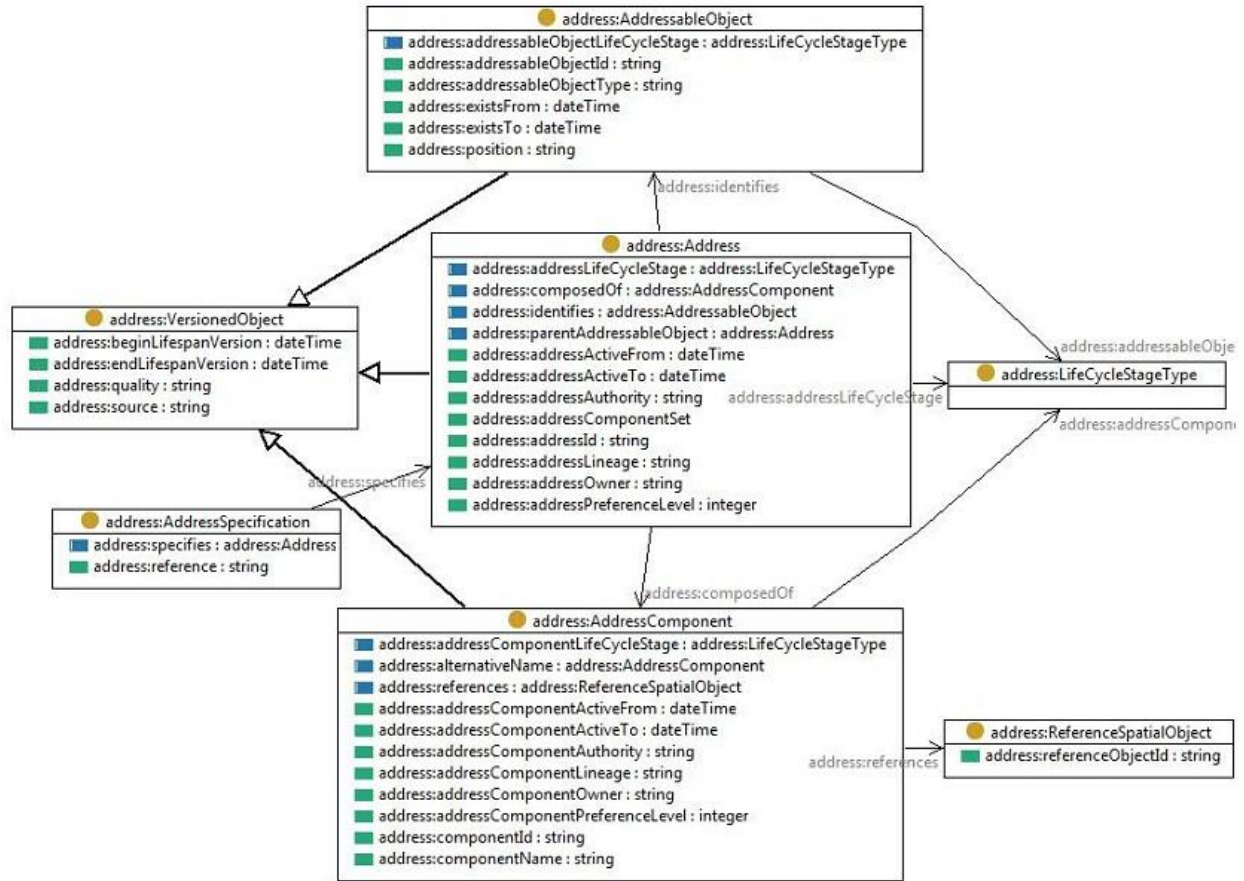 address:AddressableObject
address:addressableObjectLifeCycleStage : address:LifeCycleStageType
address:addressableObjectId : string
address:addressableObjectType : string
address:existsFrom : dateTime
address:existsTo : dateTime
address:position : string
address:identifies
address:Address
address:addressLifeCycleStage : address:LifeCycleStageType
address:composedOf : address:AddressComponent
address:identifies : address:AddressableObject
address:parentAddressableObject : address:Address
address:addressActiveFrom : dateTime
address:addressActiveTo : dateTime
address:addressAuthority : string
address:addressComponentSet
address:addressId : string
address:addressLineage : string
address:addressOwner : string
address:addressPreferenceLevel : integer
address:VersionedObject
address:beginLifespanVersion : dateTime
address:endLifespanVersion : dateTime
address:quality : string
address:source : string
address:addressableObje
address:LifeCycleStageType
address:addressLifeCycleStage
address:addressCompone
address:specifies
address:AddressSpecification
address:specifies : address:Address
address:reference : string
address:composedOf
address:AddressComponent
address:addressComponentLifeCycleStage : address:LifeCycleStageType
address:alternativeName : address:AddressComponent
address:references : address:ReferenceSpatialObject
address:addressComponentActiveFrom : dateTime
address:addressComponentActiveTo : dateTime
address:addressComponentAuthority : string
address:addressComponentLineage : string
address:addressComponentOwner : string
address:addressComponentPreferenceLevel : integer
address:componentId : string
address:componentName : string
address:references
address:ReferenceSpatialObject
address:referenceObjectId : string